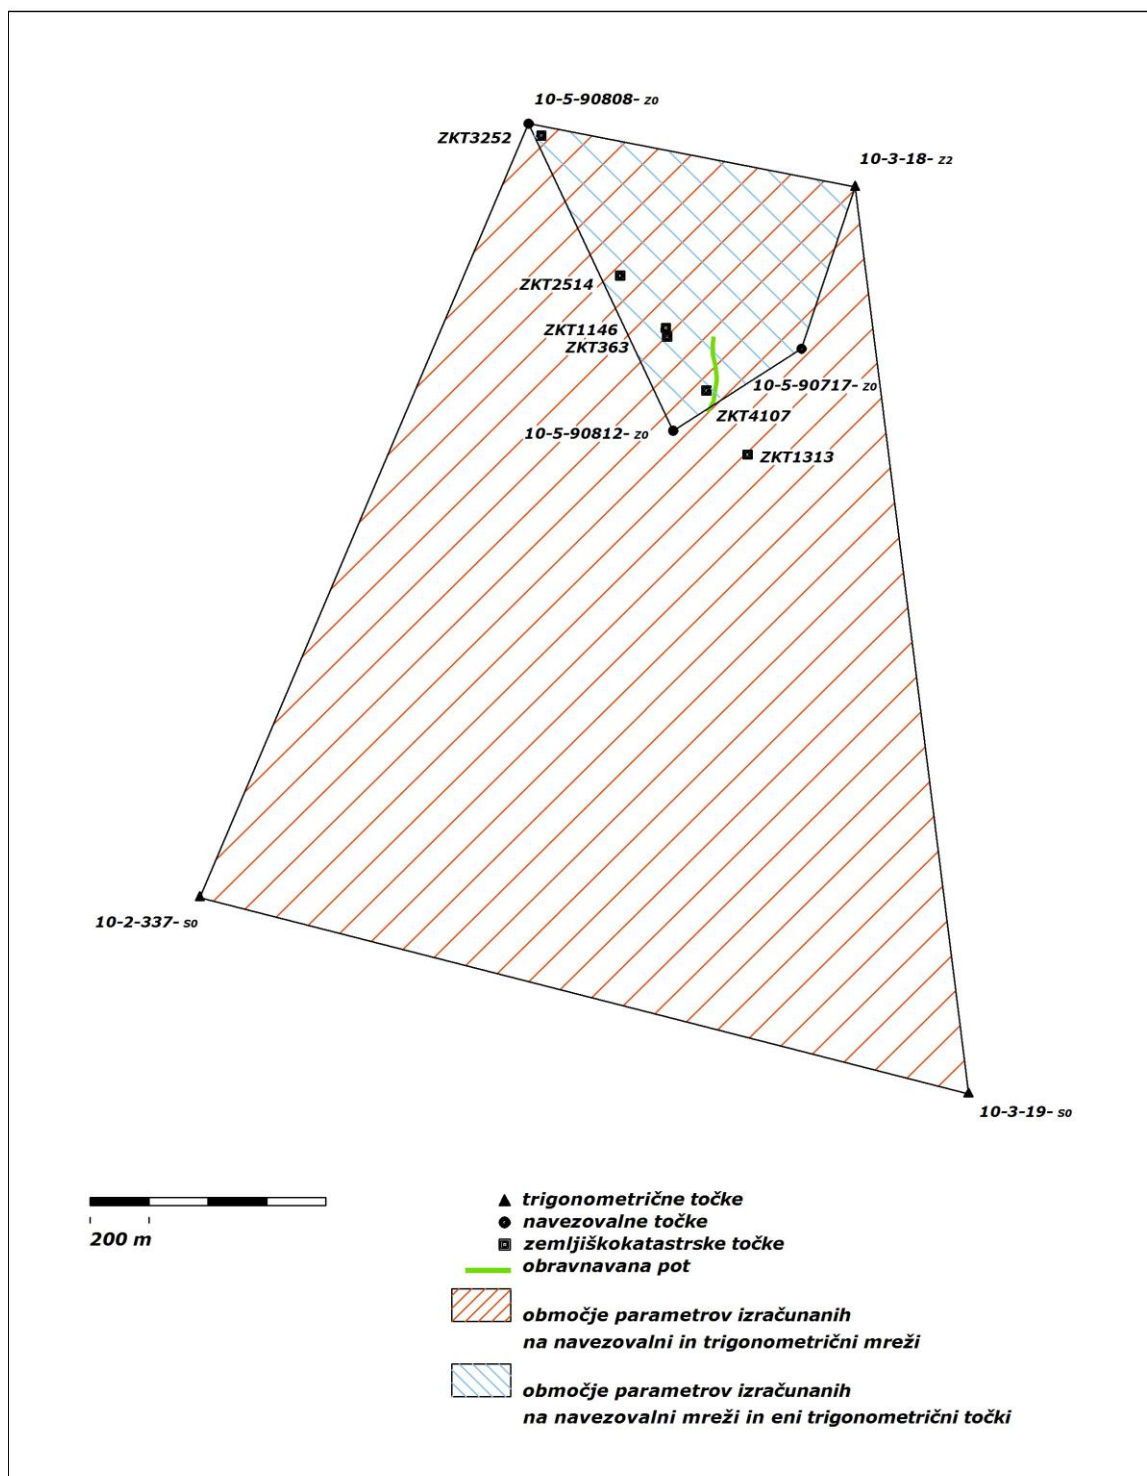 10-5-90808- Z0
ZKT3252
10-3-18- Z2
ZKT2514
ZKT1146
ZKT363
10-5-90717- Z0
ZKT4107
10-5-90812- Z0
ZKT1313
10-2-337- S0
10-3-19- S0
200 m
trigonometrične točke
navezovalne točke
zemljiškokatastrske točke
obravnavana pot
območje parametrov izračunanih
na navezovalni in trigonometrični mreži
območje parametrov izračunanih
na navezovalni mreži in eni trigonometrični točki